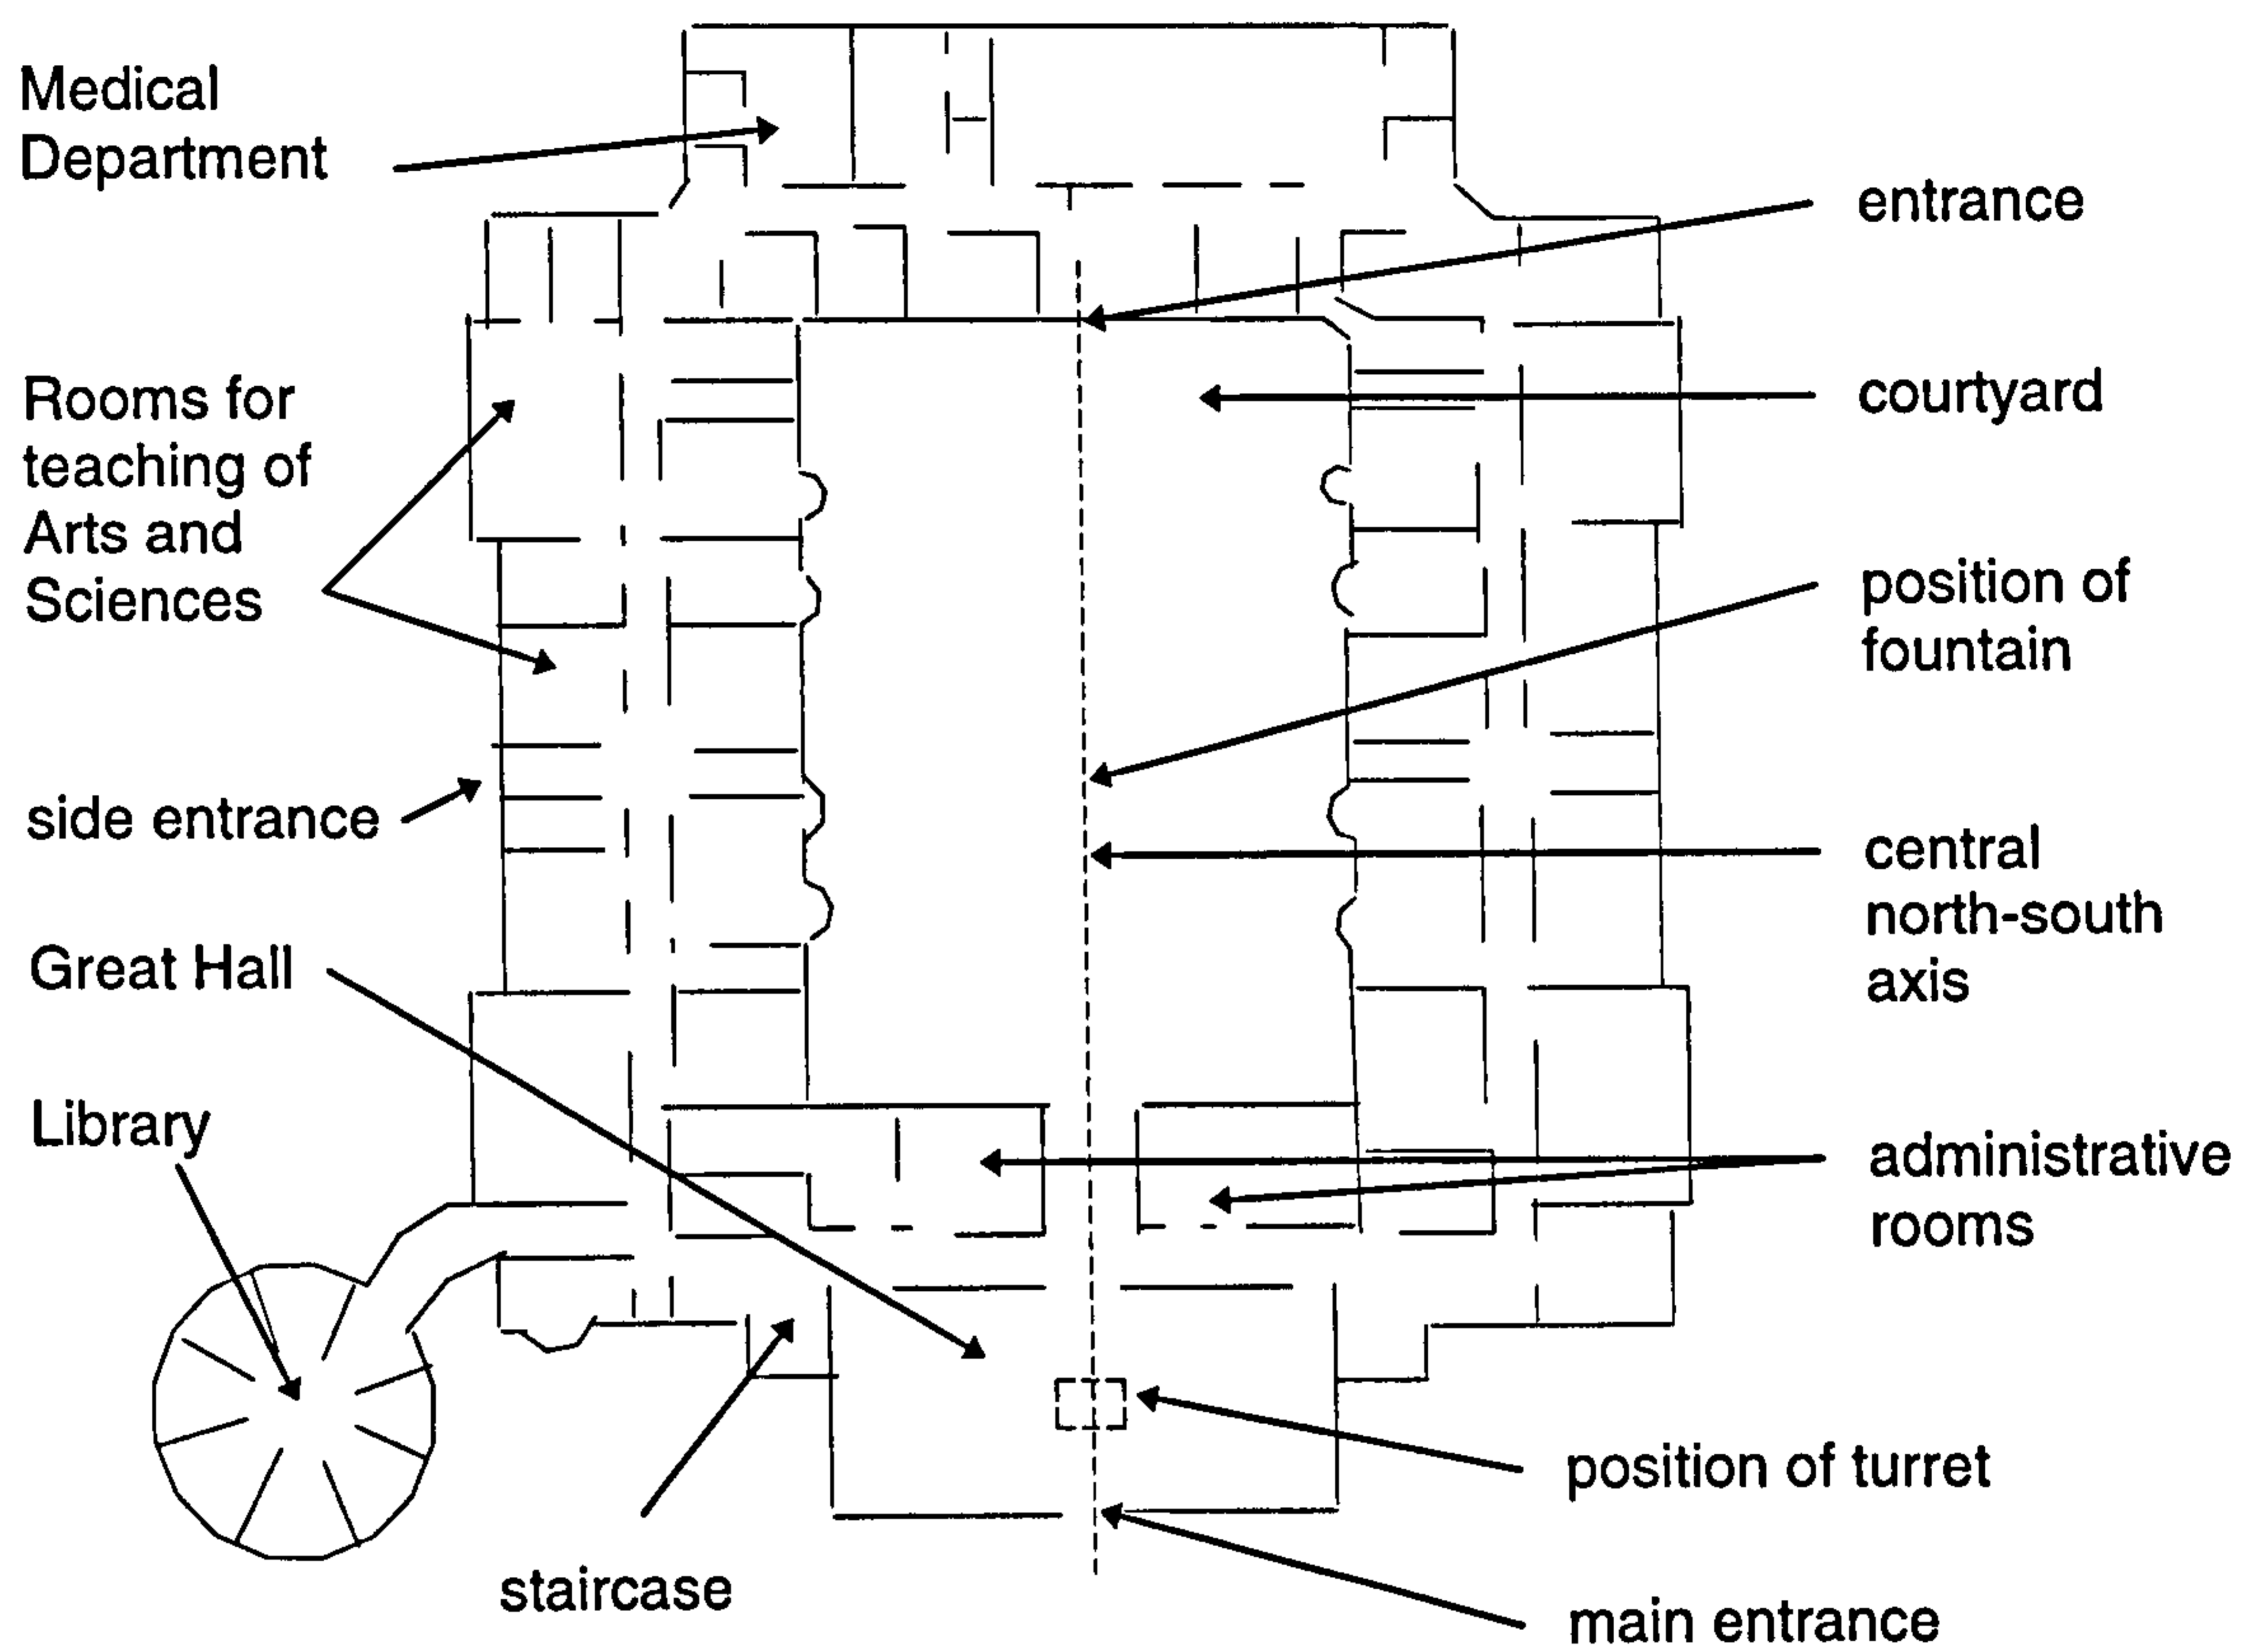 Medical
Department
Rooms for
teaching of
Arts and
Sciences
side entrance
Great Hall
Library
staircase
entrance
courtyard
position of
fountain
central
north-south
axis
administrative
rooms
position of turret
main entrance